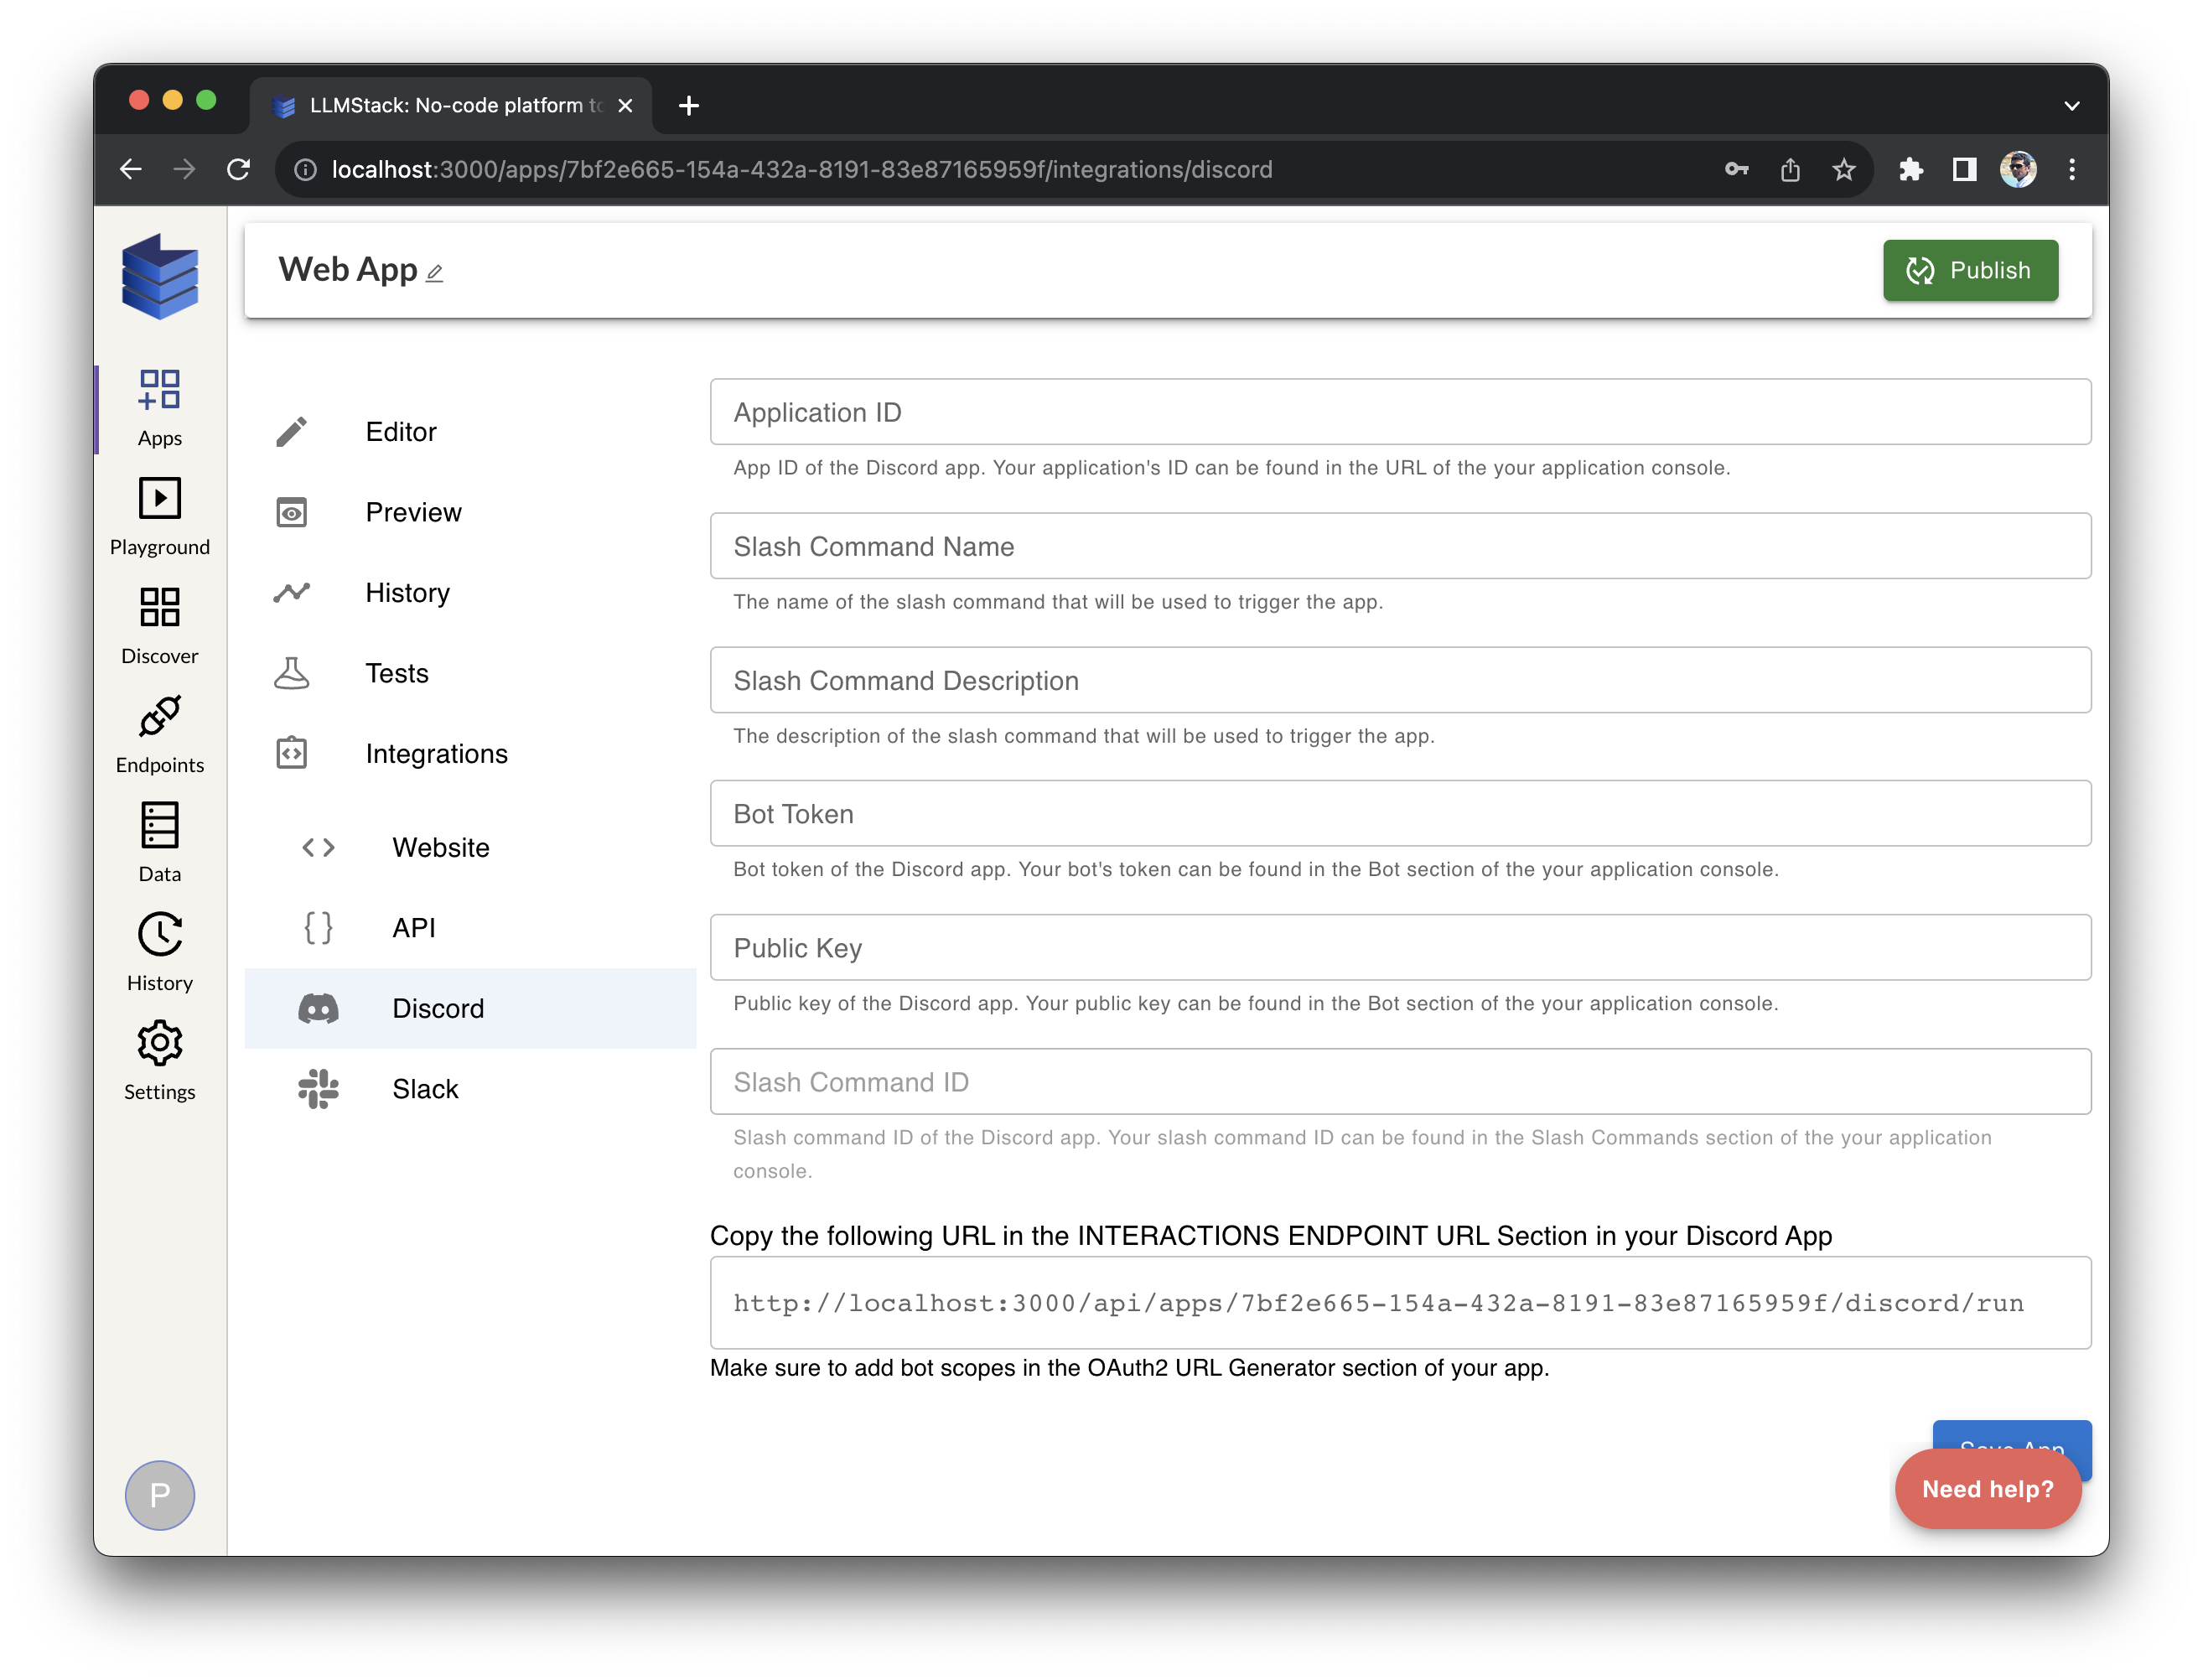 LLMStack: No-code platform to
localhost:3000/apps/7bf2e665-154a-432a-8191-83e87165959f/integrations/discord
Web App
Publish
Apps
Playground
Discover
Endpoints
Data
History
Settings
P
Editor
Preview
History
Tests
Integrations
Website
API
Discord
Slack
Application ID
App ID of the Discord app. Your application's ID can be found in the URL of the your application console.
Slash Command Name
The name of the slash command that will be used to trigger the app.
Slash Command Description
The description of the slash command that will be used to trigger the app.
Bot Token
Bot token of the Discord app. Your bot's token can be found in the Bot section of the your application console.
Public Key
Public key of the Discord app. Your public key can be found in the Bot section of the your application console.
Slash Command ID
Slash command ID of the Discord app. Your slash command ID can be found in the Slash Commands section of the your application
console.
Copy the following URL in the INTERACTIONS ENDPOINT URL Section in your Discord App
http://localhost:3000/api/apps/7bf2e665-154a-432a-8191-83e87165959f/discord/run
Make sure to add bot scopes in the OAuth2 URL Generator section of your app.
Save App
Need help?